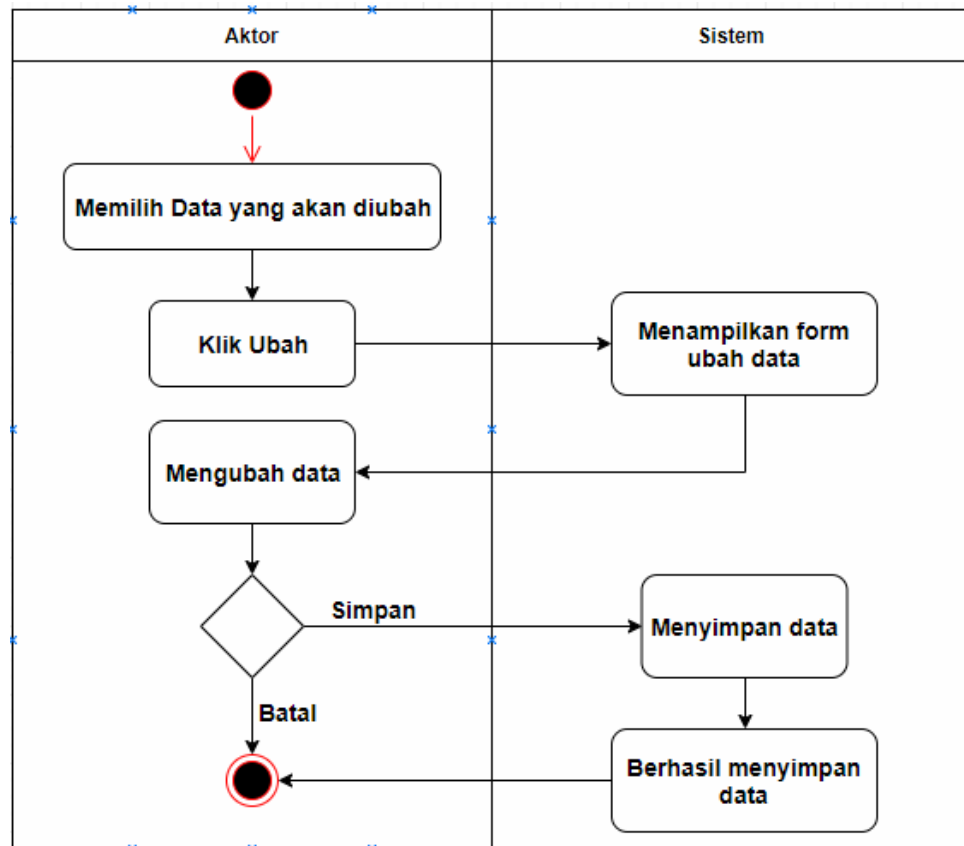 Aktor
Sistem
Memilih Data yang akan diubah
Klik Ubah
Menampilkan form
ubah data
Mengubah data
Simpan
Menyimpan data
Batal
Berhasil menyimpan
data